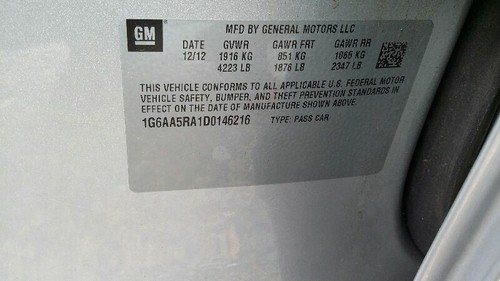 GM
MFD BY GENERAL MOTORS LLC
DATE GVWR GAWR FRT GAWR RR
12/12 1916 KG 851 KG 1065 KG
4223 LB 1876 LB 2347 LB
THIS VEHICLE CONFORMS TO ALL APPLICABLE U.S. FEDERAL MOTOR
VEHICLE SAFETY, BUMPER, AND THEFT PREVENTION STANDARDS IN
EFFECT ON THE DATE OF MANUFACTURE SHOWN ABOVE.
1G6AA5RA1D0146216 TYPE: PASS CAR